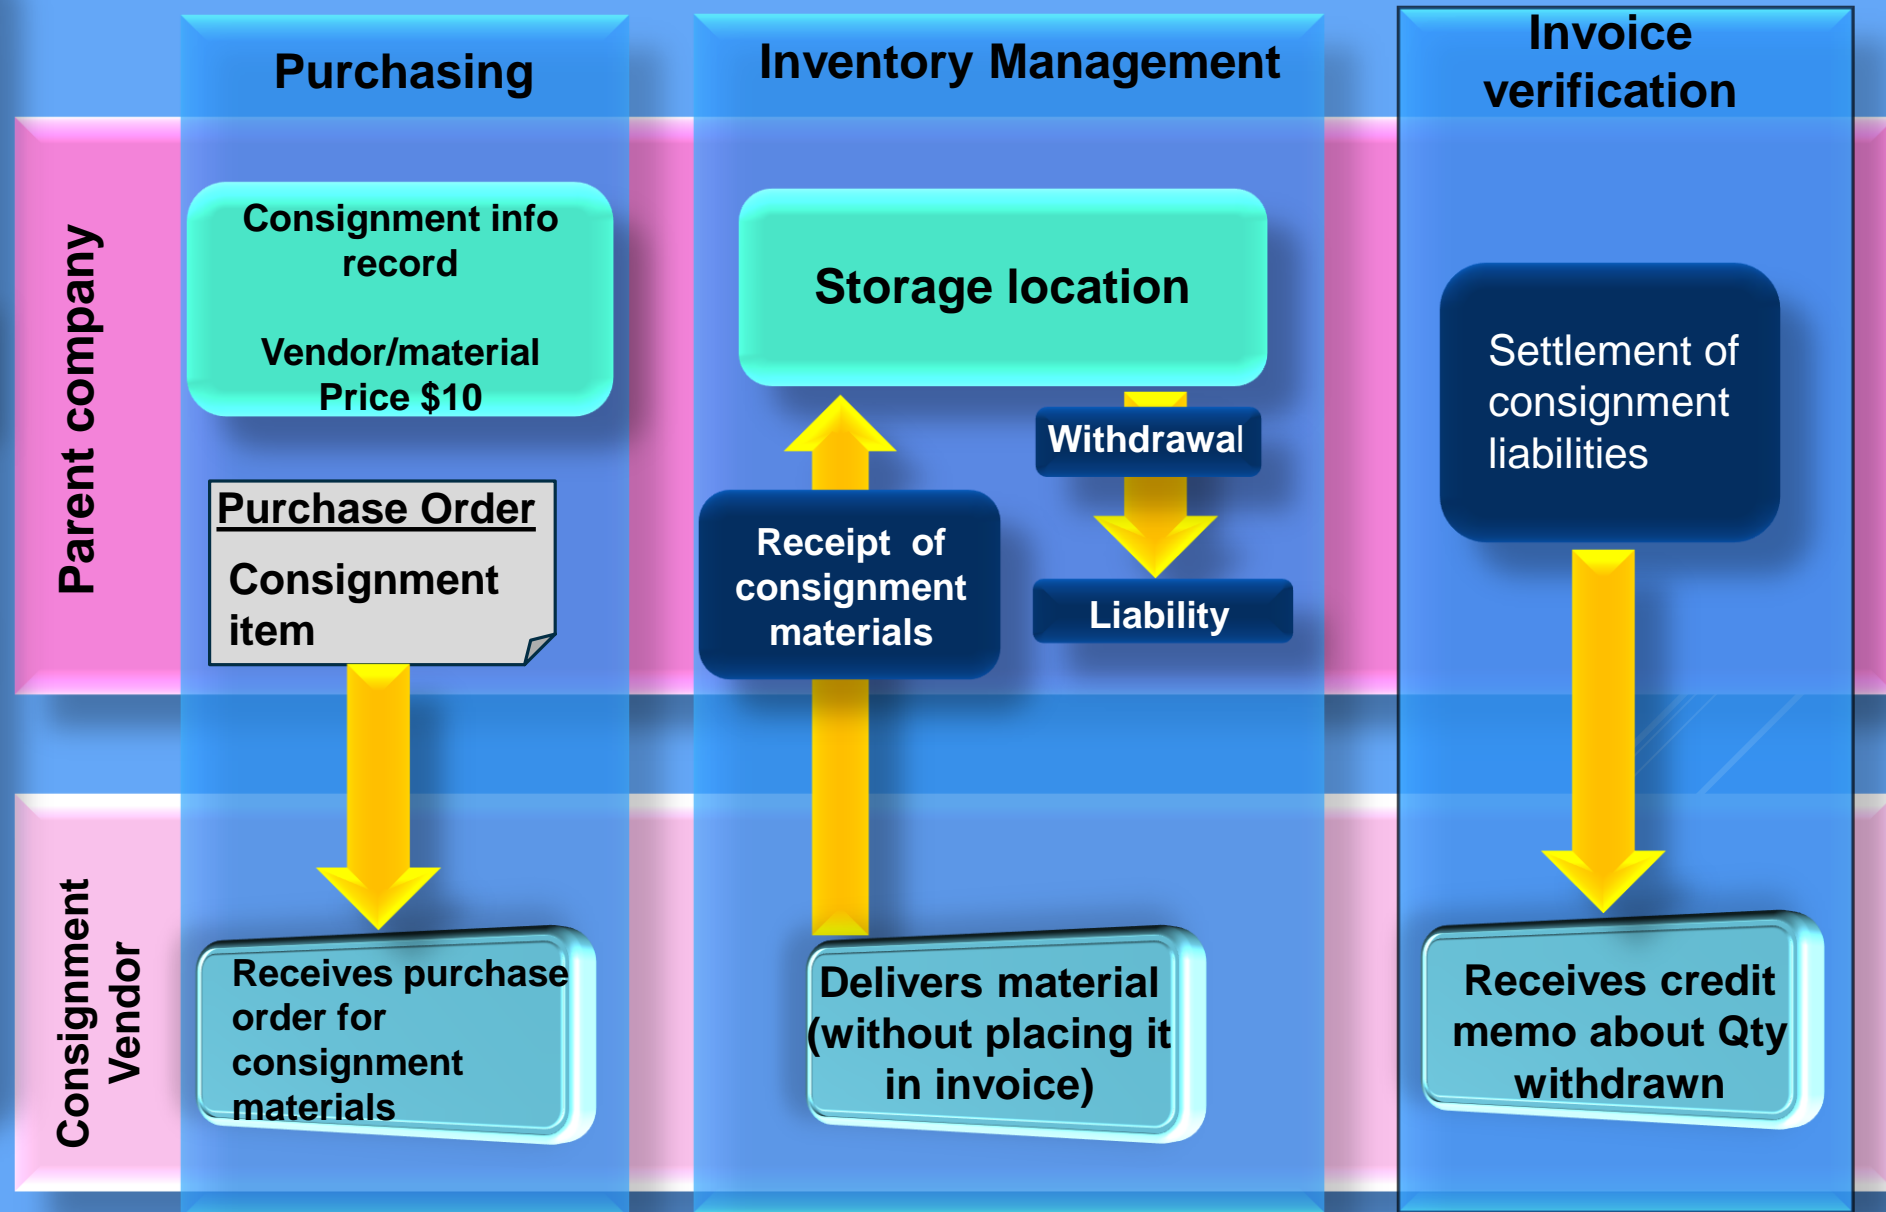 Purchasing
Inventory Management
Invoice
verification
Parent company
Consignment info
record
Vendor/material
Price $10
Purchase Order
Consignment
item
Storage location
Withdrawal
Receipt of
consignment
materials
Liability
Settlement of
consignment
liabilities
Consignment
Vendor
Receives purchase
order for
consignment
materials
Delivers material
(without placing it
in invoice)
Receives credit
memo about Qty
withdrawn